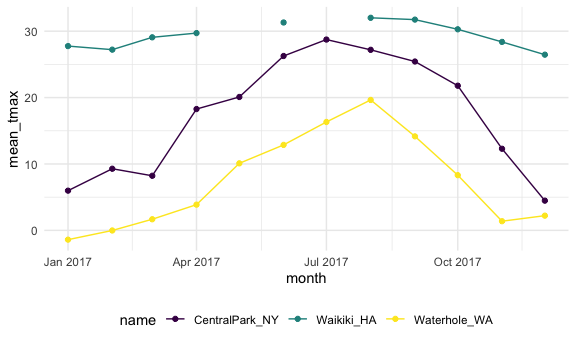 30
20
10
0
mean_tmax
Jan 2017 Apr 2017 Jul 2017 Oct 2017
month
name CentralPark_NY Waikiki_HA Waterhole_WA